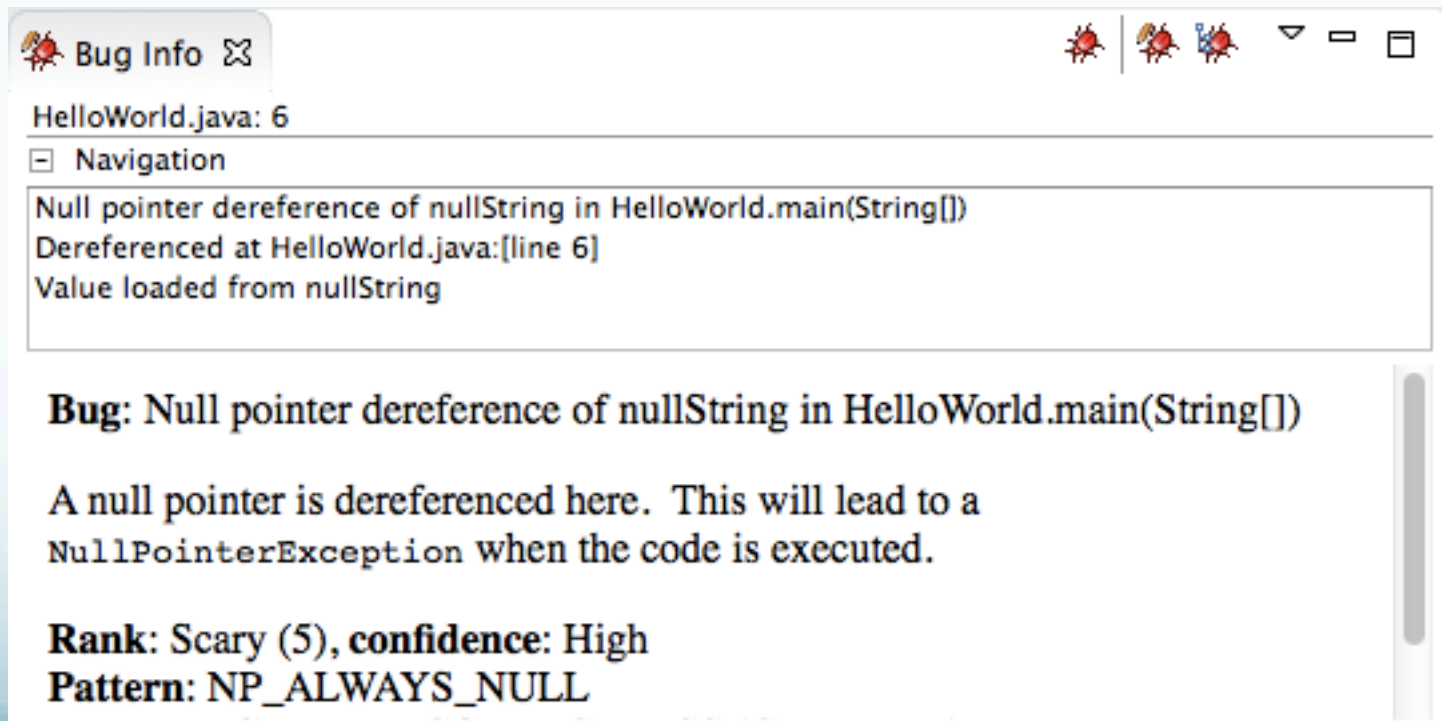 Bug Info
HelloWorld.java: 6
Navigation
Null pointer dereference of nullString in HelloWorld.main(String[])
Dereferenced at HelloWorld.java:[line 6]
Value loaded from nullString
Bug: Null pointer dereference of nullString in HelloWorld.main(String[])
A null pointer is dereferenced here. This will lead to a
NullPointerException when the code is executed.
Rank: Scary (5), confidence: High
Pattern: NP_ALWAYS_NULL